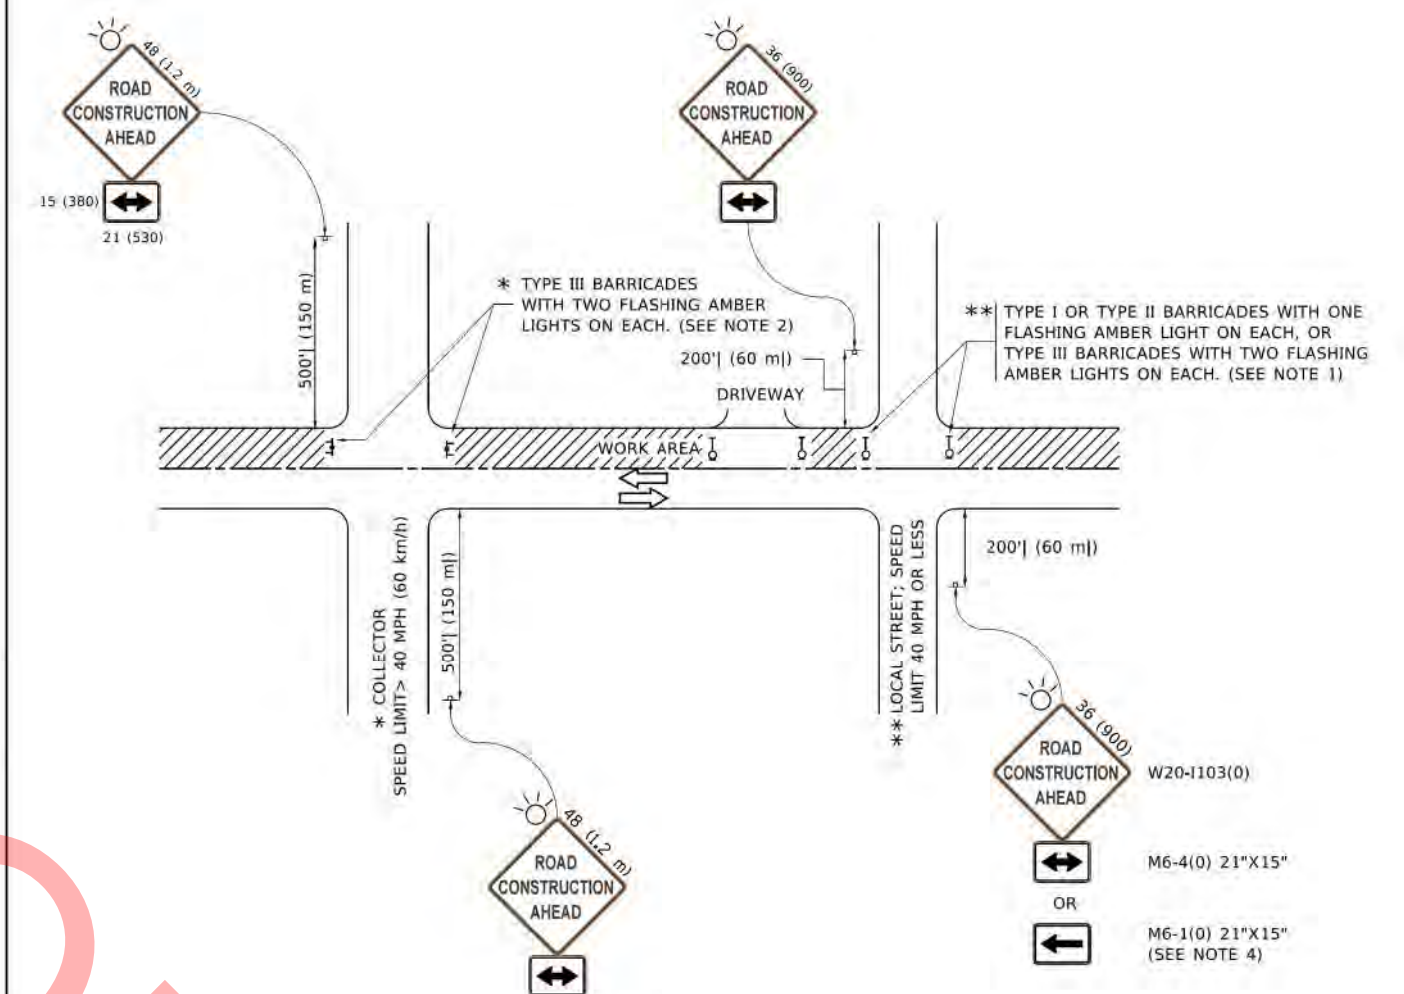 48 (1.2 m)
ROAD
CONSTRUCTION
AHEAD
15 (380)
21 (530)
36 (900)
ROAD
CONSTRUCTION
AHEAD
500'| (150 m)
* TYPE III BARRICADES
WITH TWO FLASHING AMBER
LIGHTS ON EACH. (SEE NOTE 2)
200'| (60 m|)
DRIVEWAY
** TYPE I OR TYPE II BARRICADES WITH ONE
FLASHING AMBER LIGHT ON EACH, OR
TYPE III BARRICADES WITH TWO FLASHING
AMBER LIGHTS ON EACH. (SEE NOTE 1)
WORK AREA
* COLLECTOR
SPEED LIMIT> 40 MPH (60 km/h)
500'| (150 m|)
** LOCAL STREET; SPEED
LIMIT 40 MPH OR LESS
200'| (60 m|)
48 (1.2 m)
ROAD
CONSTRUCTION
AHEAD
36 (900)
ROAD
CONSTRUCTION
AHEAD
W20-I103(0)
M6-4(0) 21"X15"
OR
M6-1(0) 21"X15"
(SEE NOTE 4)